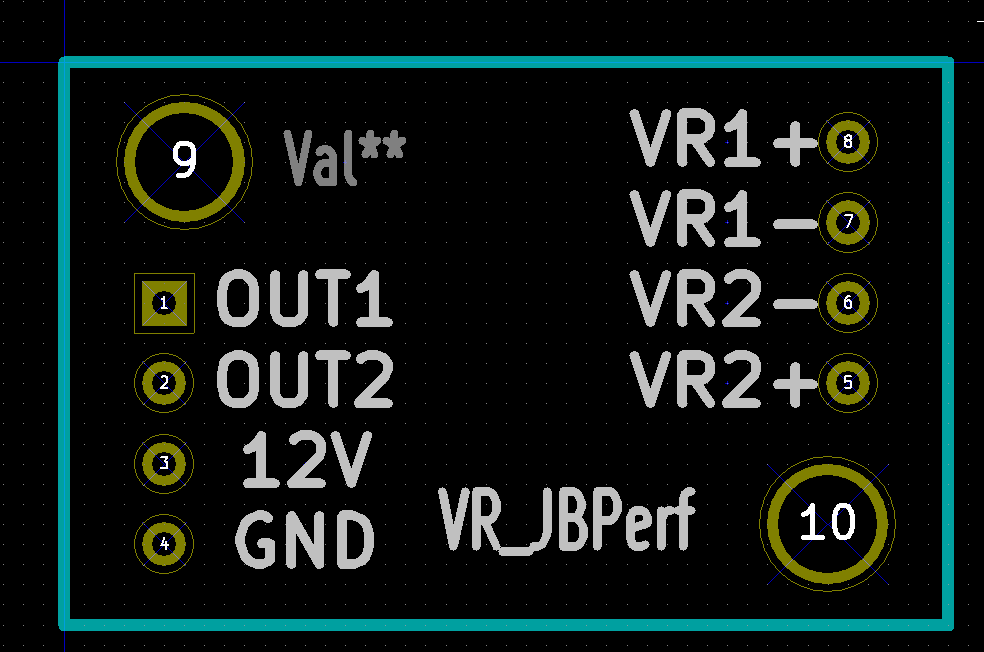 9 Val** VR1+ 8
VR1- 7
1 OUT1 VR2- 6
2 OUT2 VR2+ 5
3 12V
4 GND VR_JBPerf 10